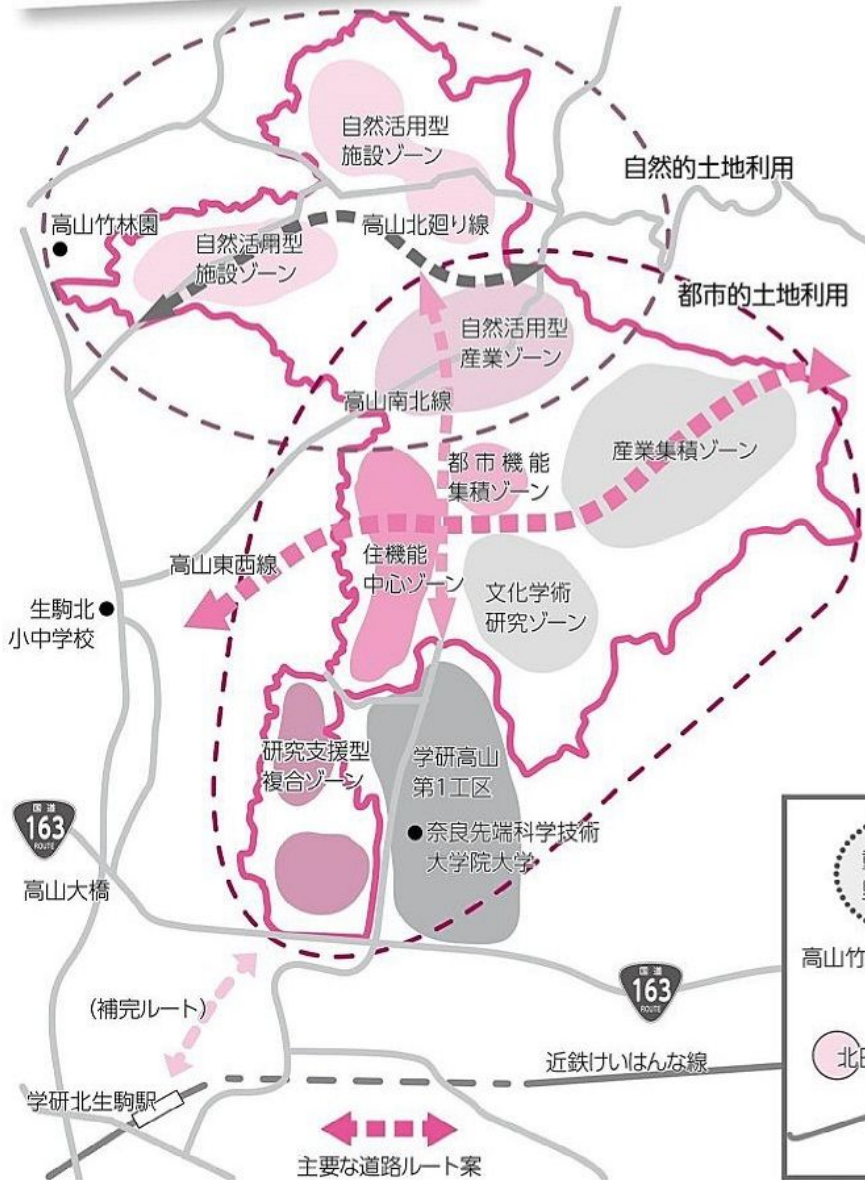 自然活用型
施設ゾーン
自然的土地利用
高山竹林園
自然活用型
施設ゾーン
高山北廻り線
都市的土地利用
自然活用型
産業ゾーン
高山南北線
都市機能
集積ゾーン
産業集積ゾーン
高山東西線
住機能
中心ゾーン
文化学術
研究ゾーン
生駒北
小中学校
研究支援型
複合ゾーン
学研高山
第1工区
国道
163
ROUTE
奈良先端科学技術
大学院大学
高山大橋
高山竹
国道
163
ROUTE
(補完ルート)
北
近鉄けいはんな線
学研北生駒駅
主要な道路ルート案